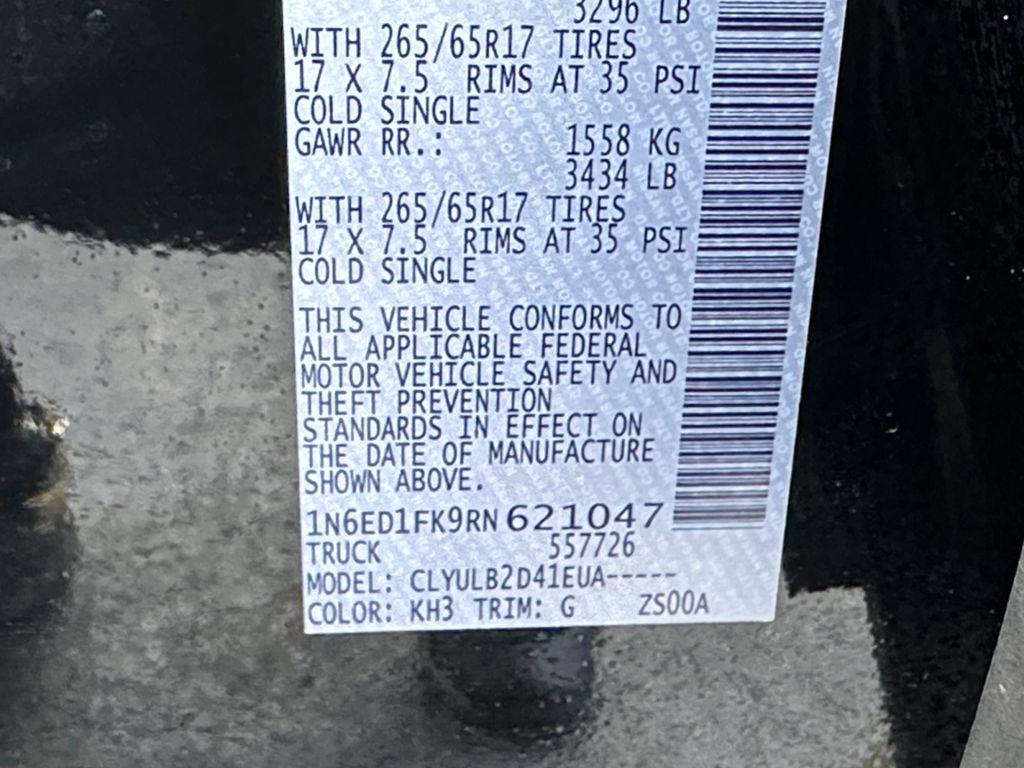 3296 LB
WITH 265/65R17 TIRES
17 X 7.5 RIMS AT 35 PSI
COLD SINGLE
GAWR RR.: 1558 KG
3434 LB
WITH 265/65R17 TIRES
17 X 7.5 RIMS AT 35 PSI
COLD SINGLE
THIS VEHICLE CONFORMS TO
ALL APPLICABLE FEDERAL
MOTOR VEHICLE SAFETY AND
THEFT PREVENTION
STANDARDS IN EFFECT ON
THE DATE OF MANUFACTURE
SHOWN ABOVE.
1N6ED1FK9RN621047
TRUCK 557726
MODEL: CLYULB2D41EUA-----
COLOR: KH3 TRIM: G ZS00A